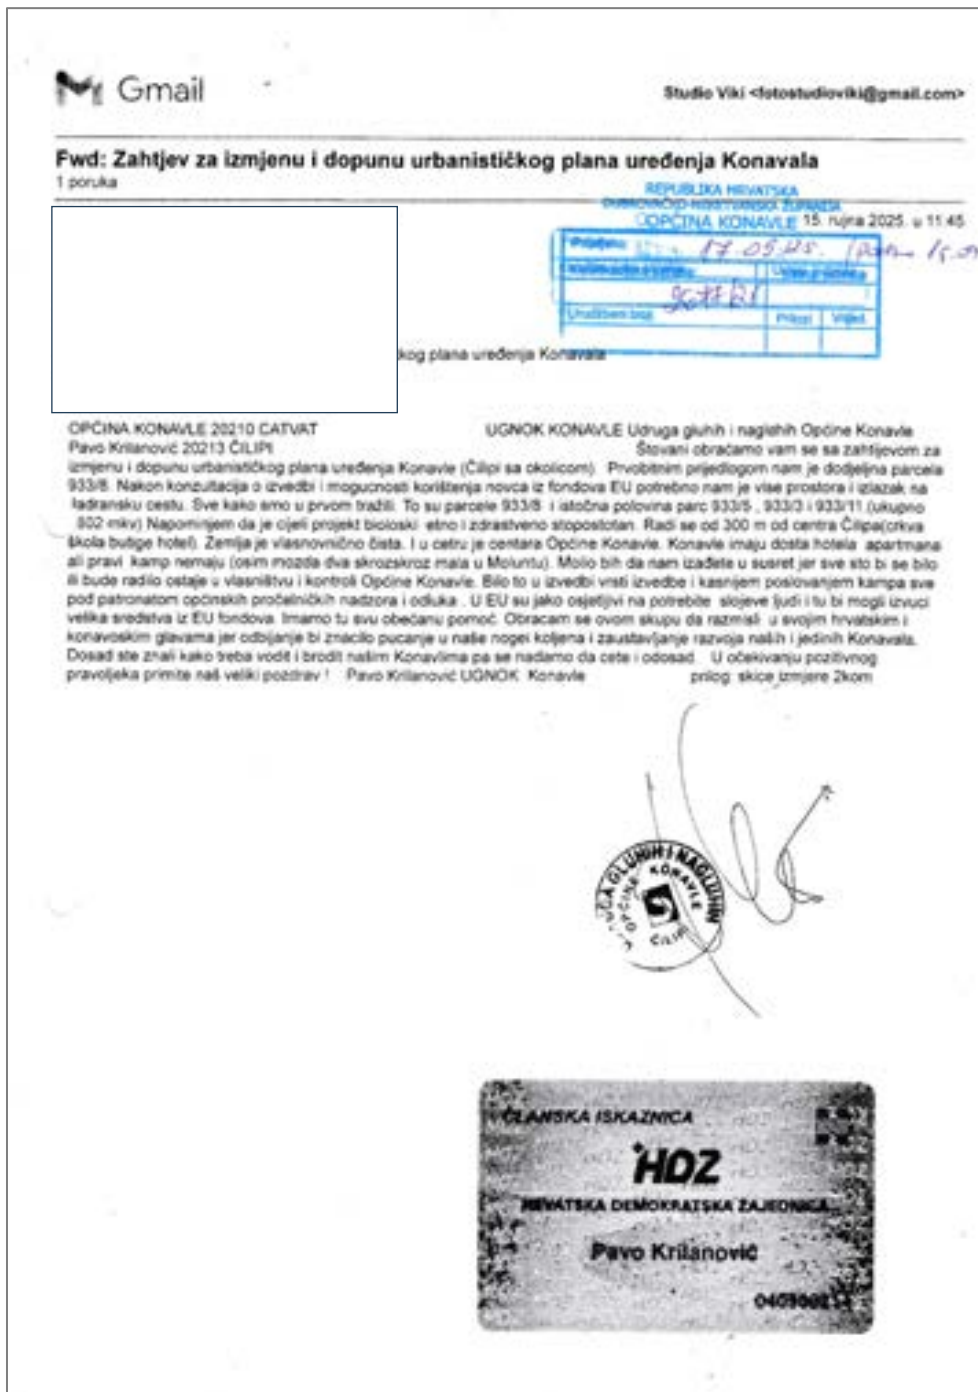 Gmail
Studio Viki <fotostudioviki@gmail.com>
Fwd: Zahtjev za izmjenu i dopunu urbanističkog plana uređenja Konavala
1 poruka
REPUBLIKA HRVATSKA
DUBROVAČKO-NERETVANSKA ŽUPANIJA
OPĆINA KONAVLE
15. rujna 2025. u 11:45
17.09.25.
Urudžbeni broj
Prilozi
Vrijed.
kog plana uređenja Konavala
OPĆINA KONAVLE 20210 CATVAT UGNOK KONAVLE Udruga gluhih i naglihih Općine Konavle
Pavo Krilanović 20213 ČILIPI Štovani obraćamo vam se sa zahtijevom za
izmjenu i dopunu urbanističkog plana uređenja Konavle (Čilipi sa okolicom). Prvobitnim prijedlogom nam je dodjeljna parcela
933/8. Nakon konzultacija o izvedbi i mogucnosti korištenja novca iz fondova EU potrebno nam je vise prostora i izlazak na
Jadransku cestu. Sve kako smo u prvom tražili. To su parcele 933/8 i istočna polovina parc 933/5 , 933/3 i 933/11.(ukupno
802 mkv) Napominjem da je cijeli projekt bioloski etno i zdrastveno stopostotan. Radi se od 300 m od centra Čilipa(crkva
škola butige hotel). Zemlja je vlasnovnično čista. I u cetru je centara Općine Konavle. Konavle imaju dosta hotela apartmana
ali pravi kamp nemaju (osim mozda dva skrozskroz mala u Moluntu). Molio bih da nam izađete u susret jer sve sto bi se bilo
ili bude radilo ostaje u vlasništvu i kontroli Općine Konavle. Bilo to u izvedbi vrsti izvedbe i kasnijem poslovanjem kampa sve
pod patronatom općinskih pročelničkih nadzora i odluka . U EU su jako osjetljivi na potrebite slojeve ljudi i tu bi mogli izvuci
velika sredstva iz EU fondova. Imamo tu svu obećanu pomoć. Obracam se ovom skupu da razmisli u svojim hrvatskim i
konavoskim glavama jer odbijanje bi znacilo pucanje u naše nogei koljena i zaustavljanje razvoja naših i jedinih Konavala.
Dosad ste znali kako treba vodit i brodit našim Konavlima pa se nadamo da cete i odosad. U očekivanju pozitivnog
pravoljeka primite naš veliki pozdrav ! Pavo Krilanović UGNOK Konavle prilog: skice izmjere 2kom
UDRUGA GLUHIH I NAGLUHIH
OPĆINE KONAVLE
ČILIPI
ČLANSKA ISKAZNICA
HDZ
HRVATSKA DEMOKRATSKA ZAJEDNICA
Pavo Krilanović